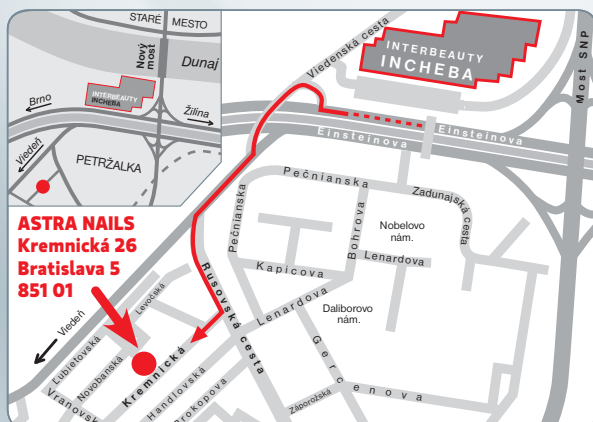 STARÉ MESTO
Nový
most
Dunaj
INTERBEAUTY
INCHEBA
Brno
Žilina
Viedeň
PETRŽALKA
ASTRA NAILS
Kremnická 26
Bratislava 5
851 01
Viedeň
Viedenská cesta
INTERBEAUTY
INCHEBA
Most SNP
Einsteinova
Einsteinova
Pečnianska
Pečnianska
Zadunajská cesta
Bohrova
Nobelovo
nám.
Lenardova
Kapicova
Rusovská cesta
Lenardova
Daliborovo
nám.
Gercenova
Levočská
Lubietovská
Novobanská
Kremnická
Vranovsk
Handlovská
Prokopova
Záporožská